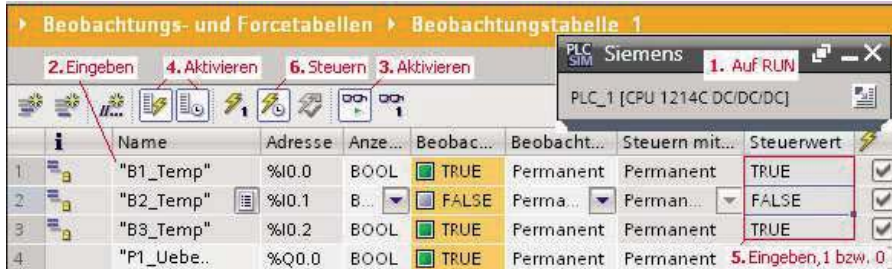 Beobachtungs- und Forcetabellen ▸ Beobachtungstabelle_1
PLC SIM Siemens
1. Auf RUN
PLC_1 [CPU 1214C DC/DC/DC]
2. Eingeben 4. Aktivieren 6. Steuern 3. Aktivieren
i Name Adresse Anze... Beobac... Beobacht... Steuern mit... Steuerwert
1 "B1_Temp" %I0.0 BOOL TRUE Permanent Permanent TRUE
2 "B2_Temp" %I0.1 B... FALSE Perma... Perman... FALSE
3 "B3_Temp" %I0.2 BOOL TRUE Permanent Permanent TRUE
4 "P1_Uebe.. %Q0.0 BOOL TRUE Permanent Permanent
5. Eingeben, 1 bzw. 0